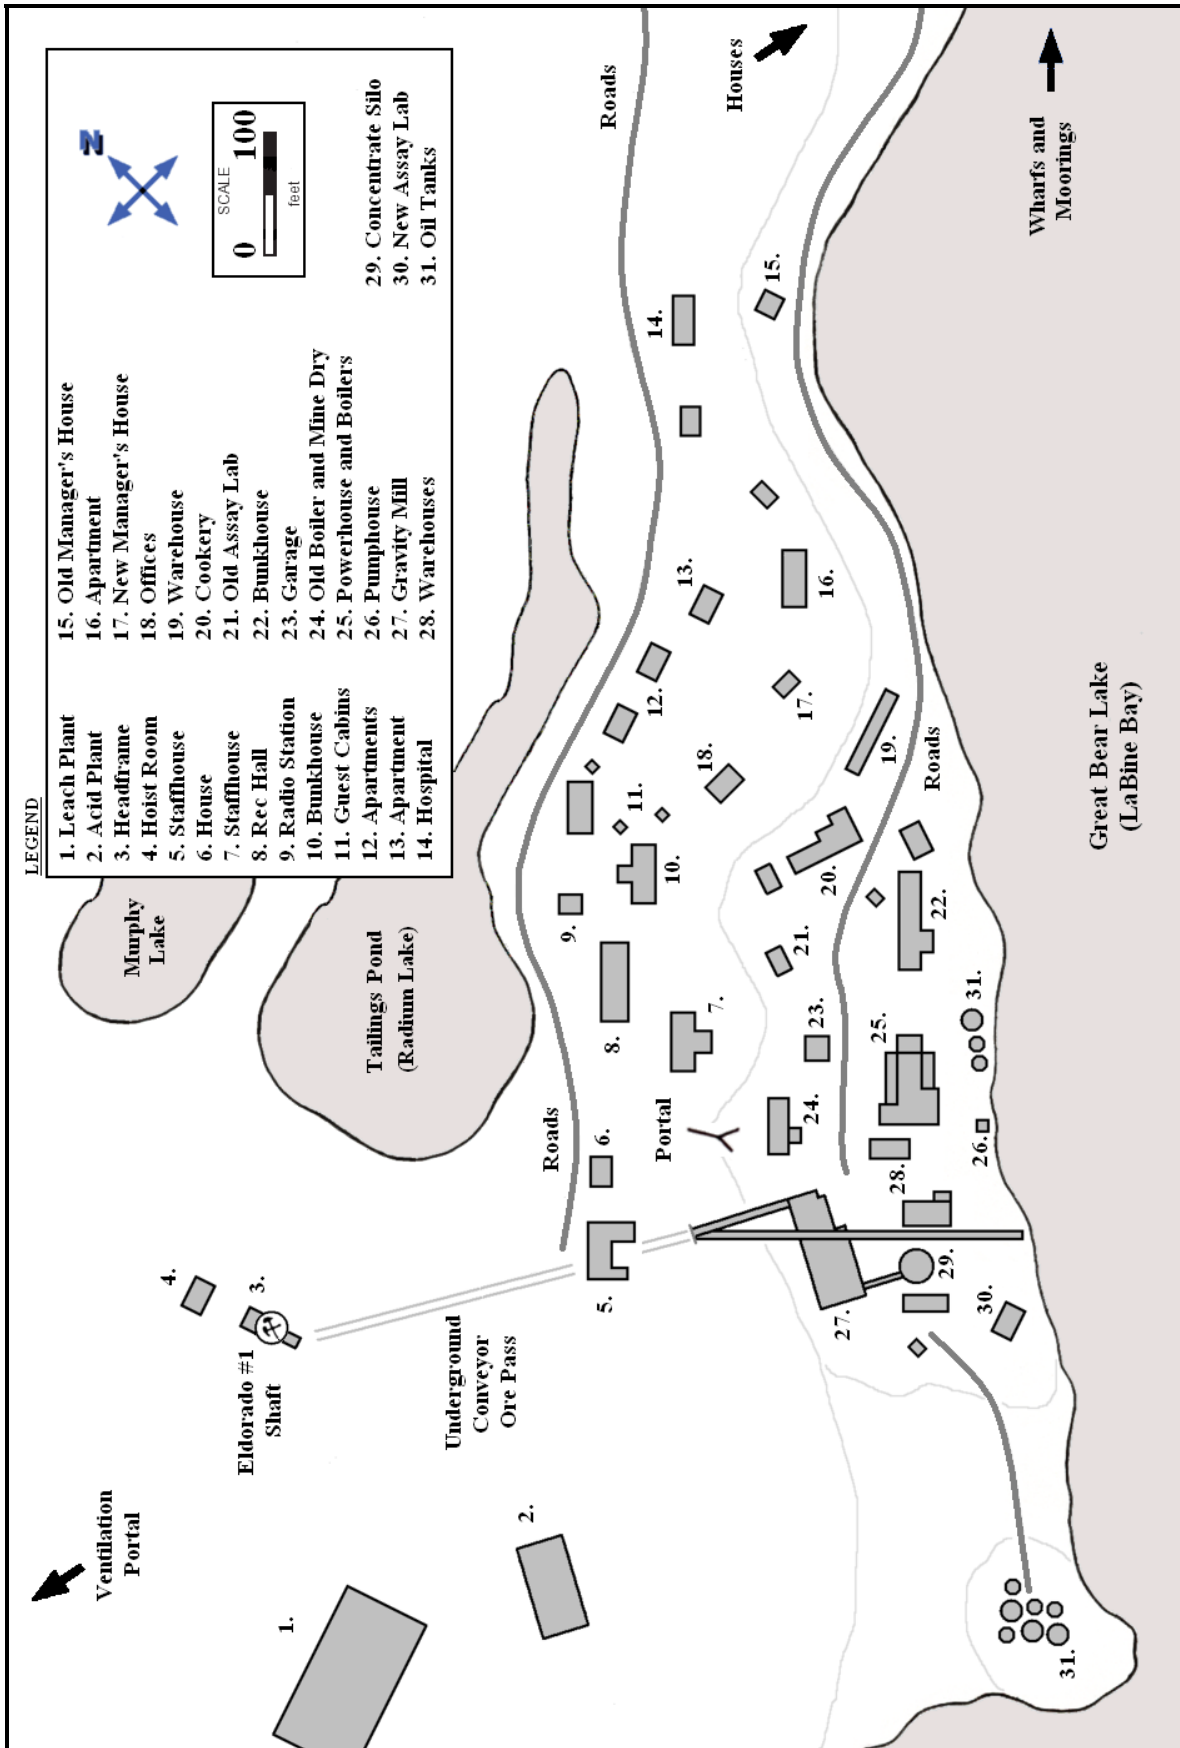 LEGEND
1. Leach Plant
2. Acid Plant
3. Headframe
4. Hoist Room
5. Staffhouse
6. House
7. Staffhouse
8. Rec Hall
9. Radio Station
10. Bunkhouse
11. Guest Cabins
12. Apartments
13. Apartment
14. Hospital
15. Old Manager's House
16. Apartment
17. New Manager's House
18. Offices
19. Warehouse
20. Cookery
21. Old Assay Lab
22. Bunkhouse
23. Garage
24. Old Boiler and Mine Dry
25. Powerhouse and Boilers
26. Pumphouse
27. Gravity Mill
28. Warehouses
29. Concentrate Silo
30. New Assay Lab
31. Oil Tanks
N
SCALE
0 100
feet
Ventilation
Portal
1.
2.
4.
3.
Eldorado #1
Shaft
Underground
Conveyor
Ore Pass
Murphy
Lake
Tailings Pond
(Radium Lake)
Roads
5.
6.
Portal
7.
8.
9.
10.
11.
12.
13.
14.
Roads
Houses
15.
16.
17.
18.
19.
Roads
20.
21.
22.
23.
24.
25.
26.
27.
28.
29.
30.
31.
31.
Great Bear Lake
(LaBine Bay)
Wharfs and
Moorings